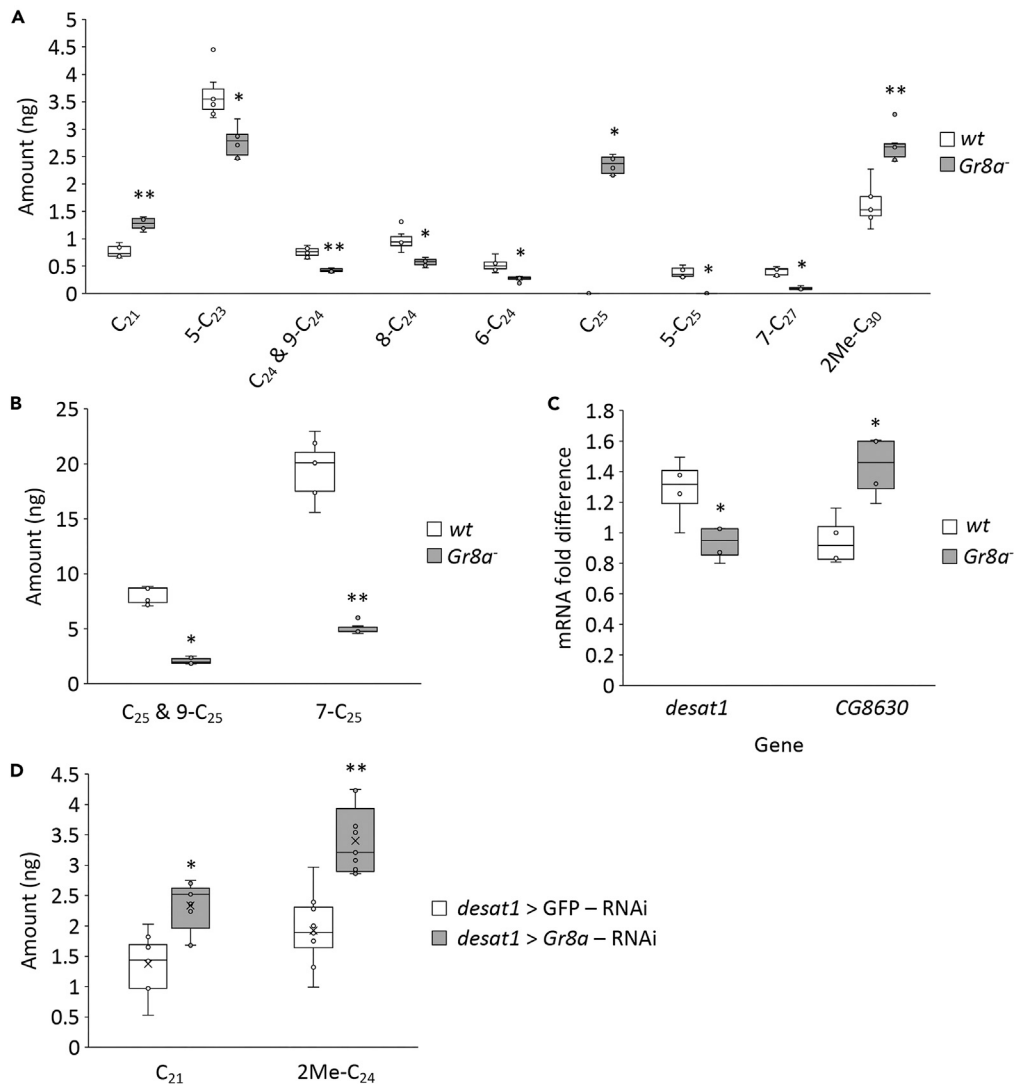 A
Amount (ng)
5
4.5
4
3.5
3
2.5
2
1.5
1
0.5
0
** * ** * * * * * **
C₂₁ 5-C₂₃ C₂₄ & 9-C₂₄ 8-C₂₄ 6-C₂₄ C₂₅ 5-C₂₅ 7-C₂₇ 2Me-C₃₀
wt
Gr8a⁻
B
Amount (ng)
25
20
15
10
5
0
* **
C₂₅ & 9-C₂₅ 7-C₂₅
wt
Gr8a⁻
C
mRNA fold difference
1.8
1.6
1.4
1.2
1
0.8
0.6
0.4
0.2
0
* *
desat1 CG8630
Gene
wt
Gr8a⁻
D
Amount (ng)
4.5
4
3.5
3
2.5
2
1.5
1
0.5
0
* **
C₂₁ 2Me-C₂₄
desat1 > GFP – RNAi
desat1 > Gr8a – RNAi